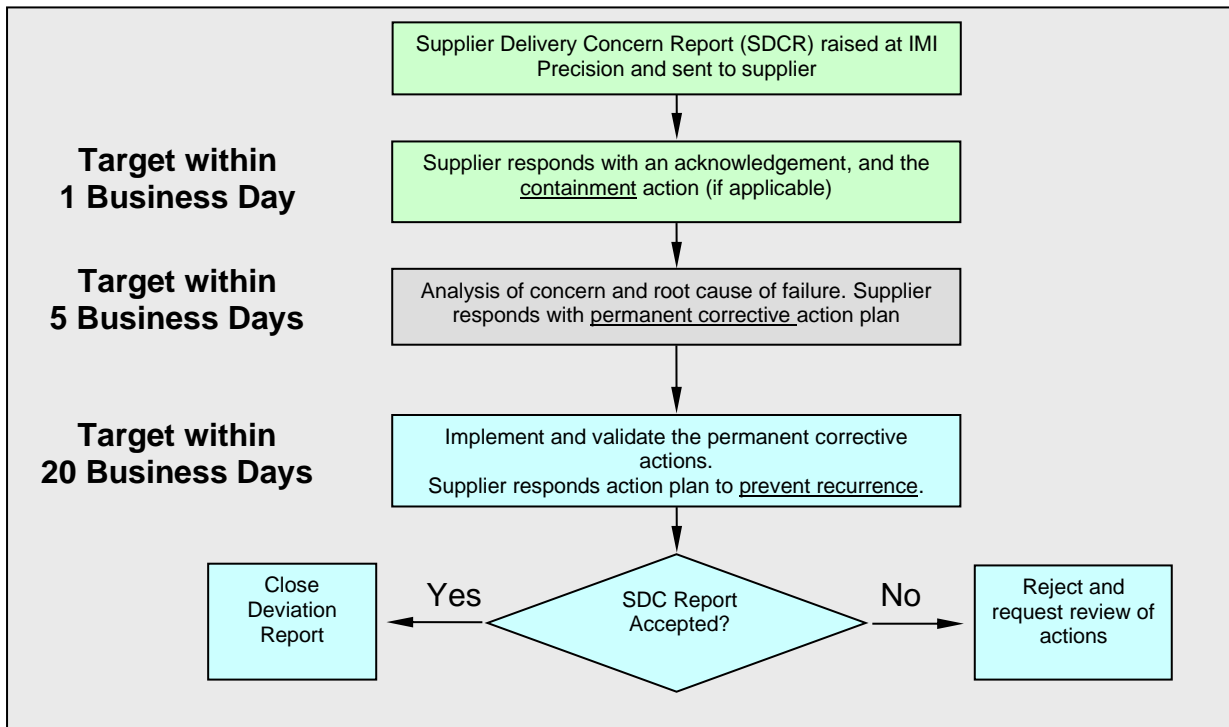 Supplier Delivery Concern Report (SDCR) raised at IMI
Precision and sent to supplier
Target within
1 Business Day
Supplier responds with an acknowledgement, and the
containment action (if applicable)
Target within
5 Business Days
Analysis of concern and root cause of failure. Supplier
responds with permanent corrective action plan
Target within
20 Business Days
Implement and validate the permanent corrective
actions.
Supplier responds action plan to prevent recurrence.
Close
Deviation
Report
Yes
SDC Report
Accepted?
No
Reject and
request review of
actions